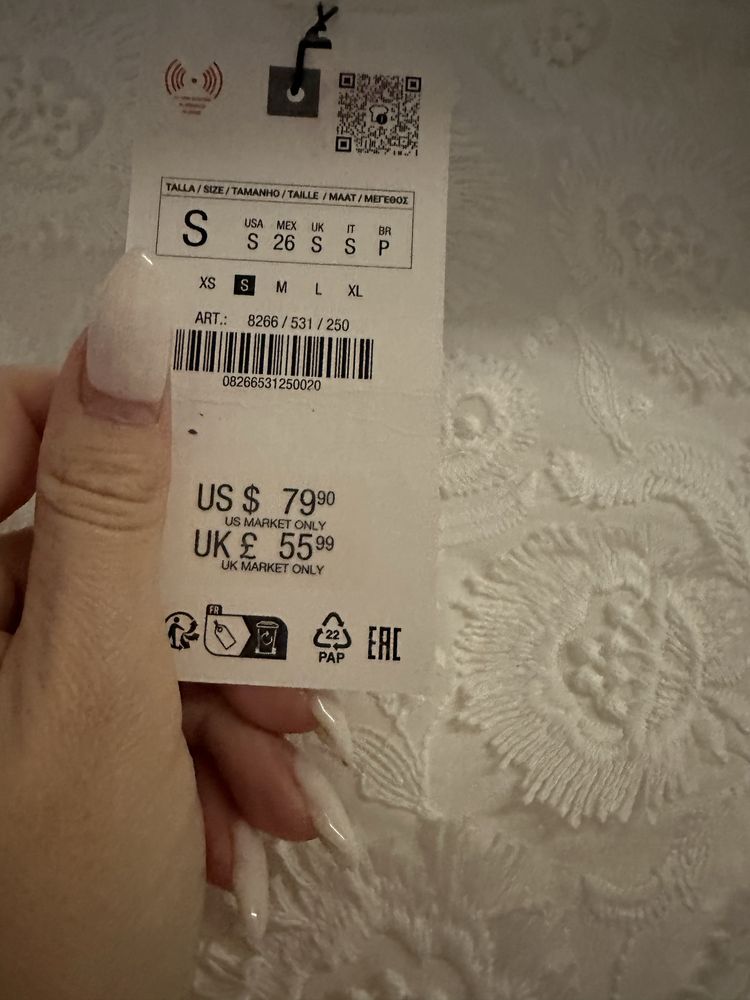 TALLA / SIZE / TAMANHO / TAILLE / MAAT / ΜΕΓΕΘΟΣ
S
USA MEX UK IT BR
S 26 S S P
XS S M L XL
ART.: 8266 / 531 / 250
08266531250020
US $ 79 90
US MARKET ONLY
UK £ 55 99
UK MARKET ONLY
FR
22
PAP
EAC